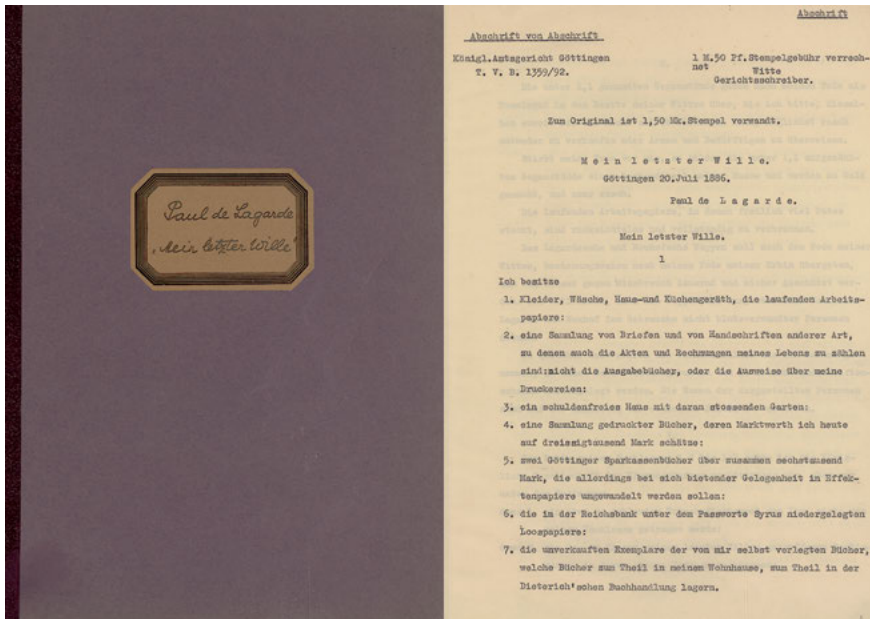 Paul de Lagarde
„Mein letzter Wille"
Abschrift
Abschrift von Abschrift
Königl.Amtsgericht Göttingen
T. V. B. 1359/92.
1 M.50 Pf.Stempelgebühr verrech-
net
Witte
Gerichtsschreiber.
Zum Original ist 1,50 Mk.Stempel verwandt.
Mein letzter Wille.
Göttingen 20.Juli 1886.
Paul de Lagarde.
Mein letzter Wille.
1
Ich besitze
1. Kleider, Wäsche, Haus-und Küchengeräth, die laufenden Arbeits-
papiere:
2. eine Sammlung von Briefen und von Handschriften anderer Art,
zu denen auch die Akten und Rechnungen meines Lebens zu zählen
sind:nicht die Ausgabebücher, oder die Ausweise über meine
Druckereien:
3. ein schuldenfreies Haus mit daran stossenden Garten:
4. eine Sammlung gedruckter Bücher, deren Marktwerth ich heute
auf dreissigtausend Mark schätze:
5. zwei Göttinger Sparkassenbücher über zusammen sechstausend
Mark, die allerdings bei sich bietender Gelegenheit in Effek-
tenpapiere umgewandelt werden sollen:
6. die in der Reichsbank unter dem Passworte Syrus niedergelegten
Loospapiere:
7. die unverkauften Exemplare der von mir selbst verlegten Bücher,
welche Bücher zum Theil in meinem Wohnhause, zum Theil in der
Dieterich'schen Buchhandlung lagern.